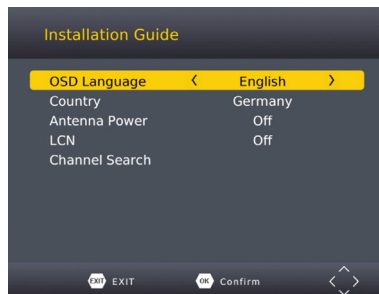 Installation Guide
OSD Language < English >
Country Germany
Antenna Power Off
LCN Off
Channel Search
EXIT EXIT OK Confirm